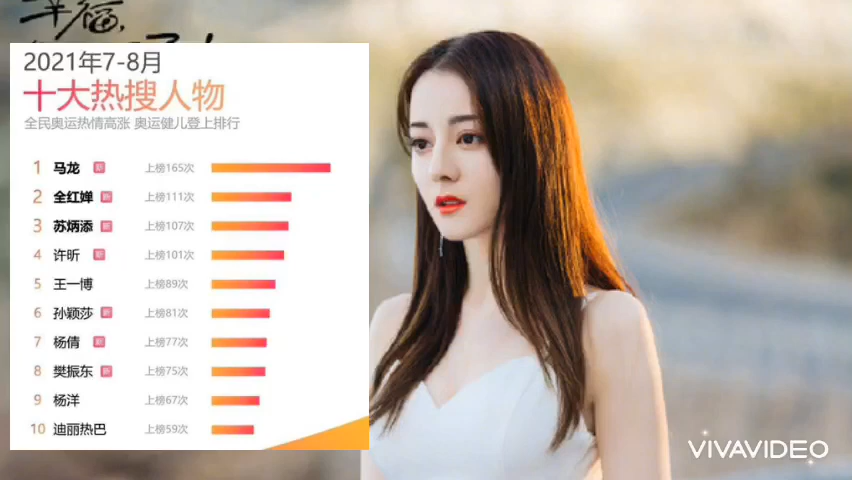 幸福,
2021年7-8月
十大热搜人物
全民奥运热情高涨 奥运健儿登上排行
1 马龙 新 上榜165次
2 全红婵 新 上榜111次
3 苏炳添 新 上榜107次
4 许昕 新 上榜101次
5 王一博 上榜89次
6 孙颖莎 新 上榜81次
7 杨倩 新 上榜77次
8 樊振东 新 上榜75次
9 杨洋 上榜67次
10 迪丽热巴 上榜59次
VIVAVIDEO